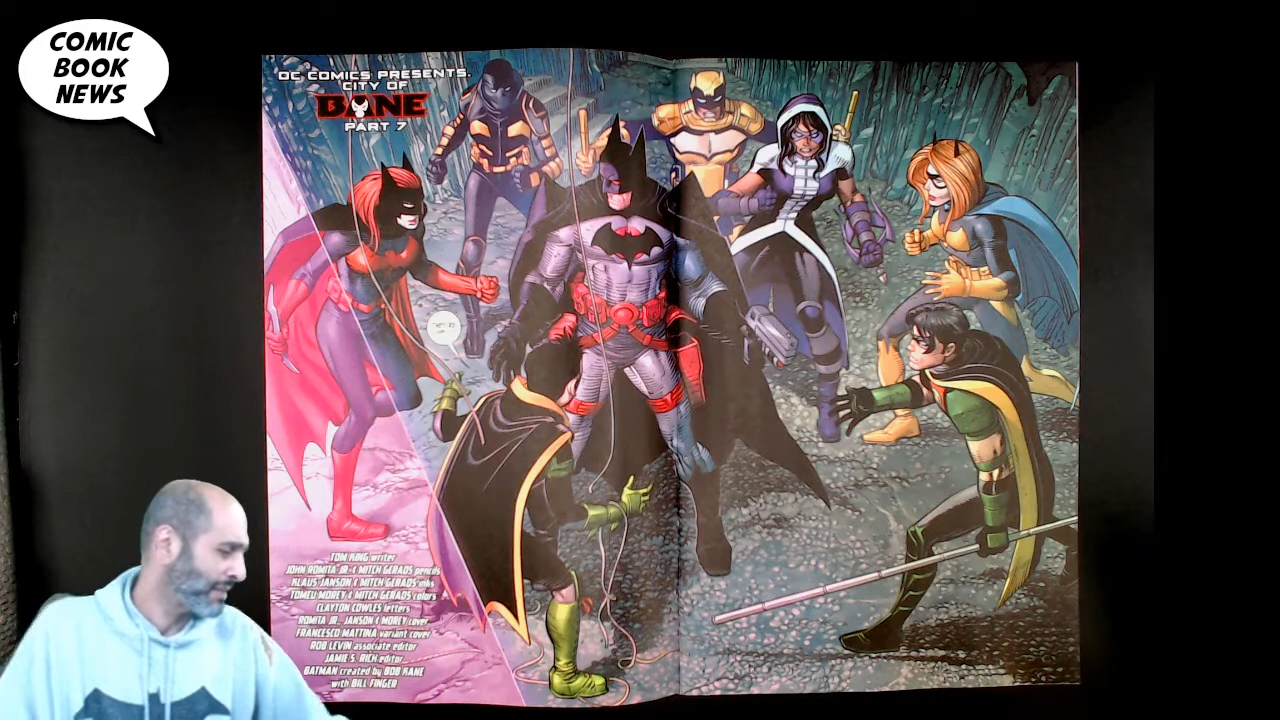 COMIC
BOOK
NEWS
DC COMICS PRESENTS.
CITY OF
BANE
PART 7
TOM KING writer
JOHN ROMITA JR. & MITCH GERADS pencils
KLAUS JANSON & MITCH GERADS inks
TOMEU MOREY & MITCH GERADS colors
CLAYTON COWLES letters
ROMITA JR., JANSON & MOREY cover
FRANCESCO MATTINA variant cover
ROB LEVIN associate editor
JAMIE S. RICH editor
BATMAN created by BOB KANE
with BILL FINGER